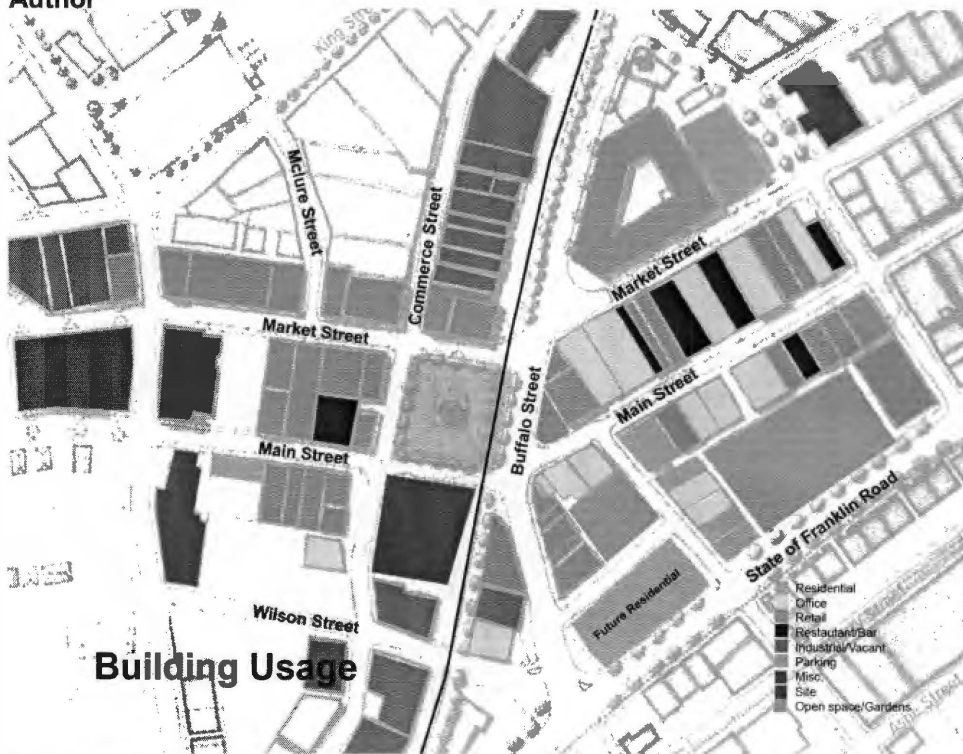 Author
King Str
McLure Street
Commerce Street
Market Street
Market Street
Buffalo Street
Main Street
Main Street
State of Franklin Road
Future Residential
Wilson Street
Building Usage
Residential
Office
Retail
Restautant/Bar
Industrial/Vacant
Parking
Misc.
Site
Open space/Gardens